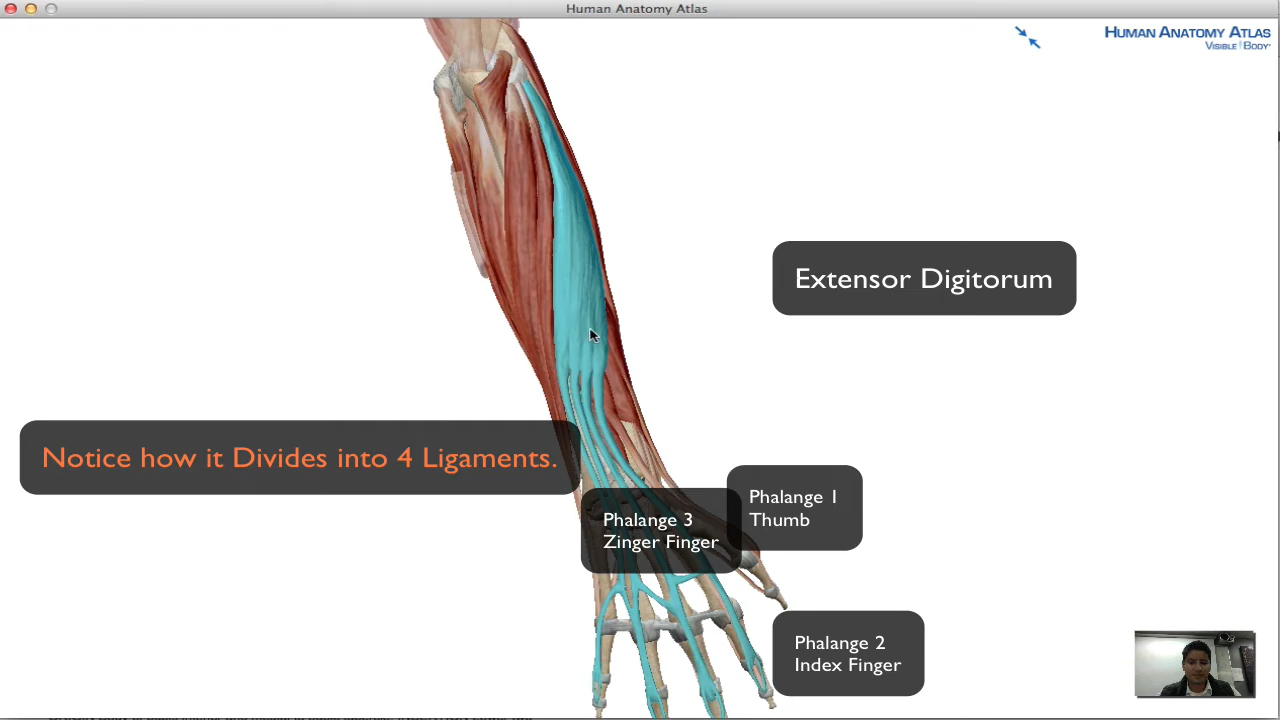 Human Anatomy Atlas
HUMAN ANATOMY ATLAS
VISIBLE BODY
Extensor Digitorum
Notice how it Divides into 4 Ligaments.
Phalange 1
Thumb
Phalange 3
Zinger Finger
Phalange 2
Index Finger